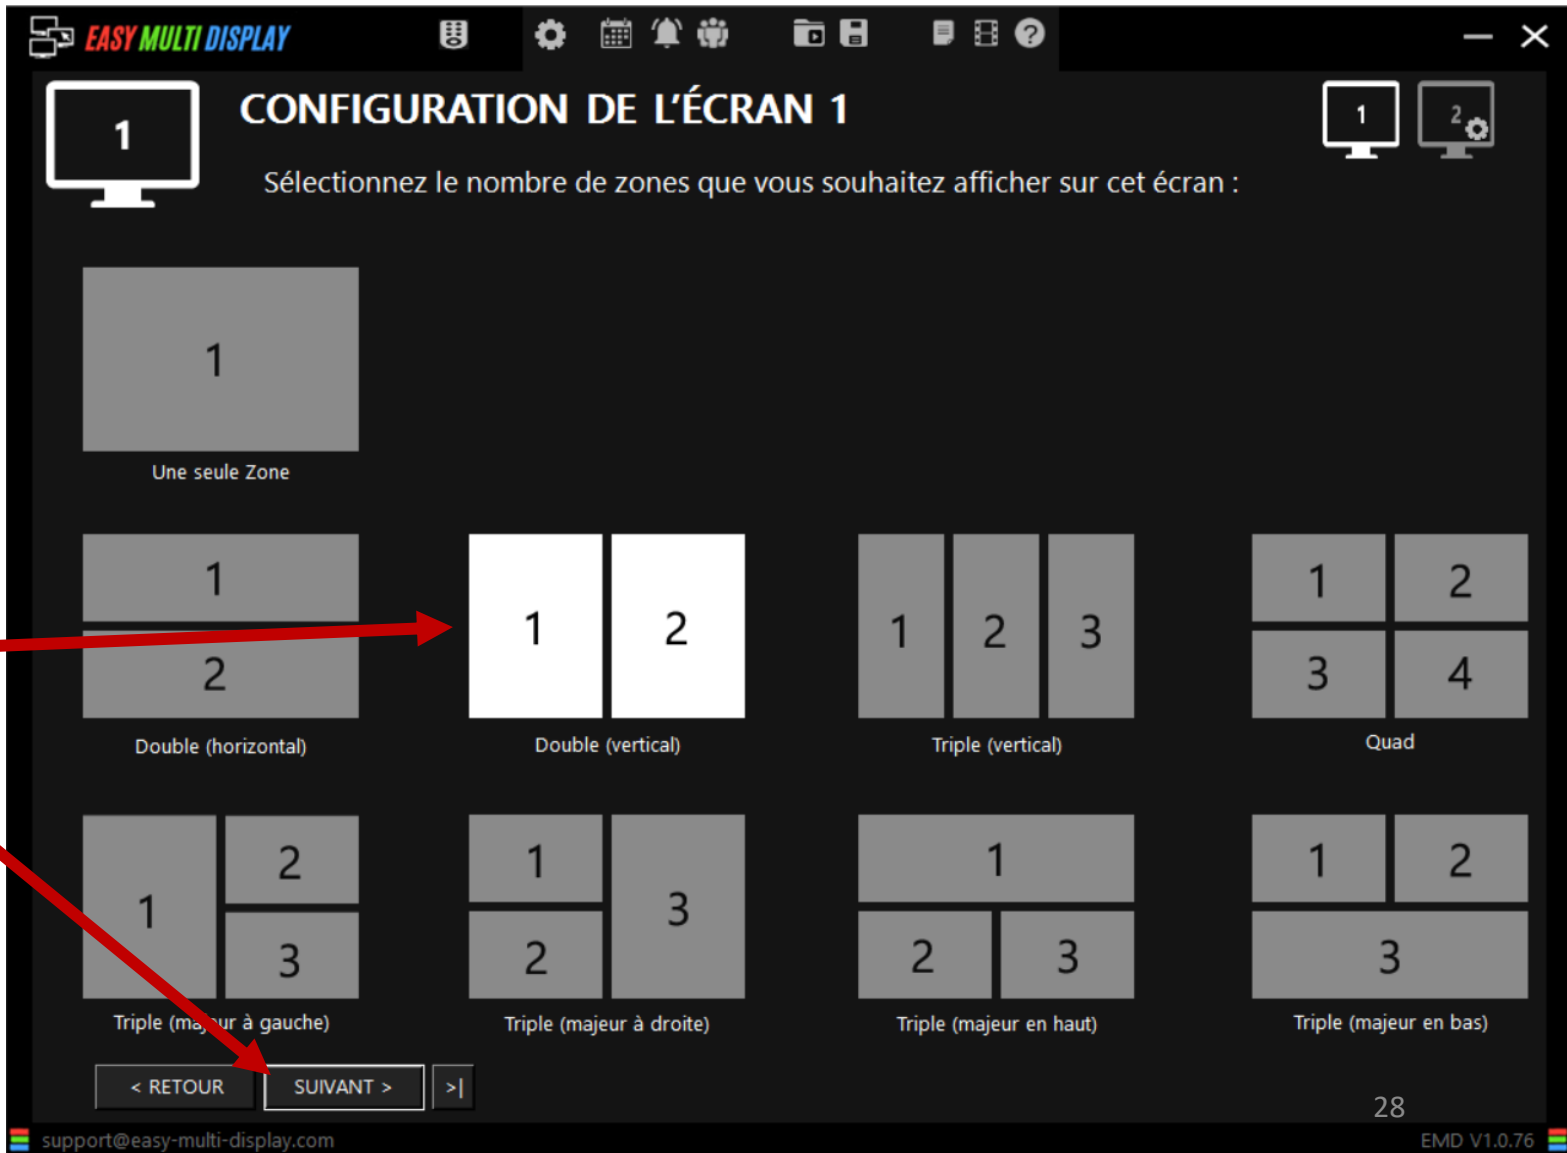 EASY MULTI DISPLAY
1
CONFIGURATION DE L'ÉCRAN 1
1
2
Sélectionnez le nombre de zones que vous souhaitez afficher sur cet écran :
1
Une seule Zone
1
2
Double (horizontal)
1 2
Double (vertical)
1 2 3
Triple (vertical)
1 2
3 4
Quad
1
2
3
Triple (majeur à gauche)
1
2
3
Triple (majeur à droite)
1
2 3
Triple (majeur en haut)
1 2
3
Triple (majeur en bas)
< RETOUR
SUIVANT >
>|
28
support@easy-multi-display.com
EMD V1.0.76